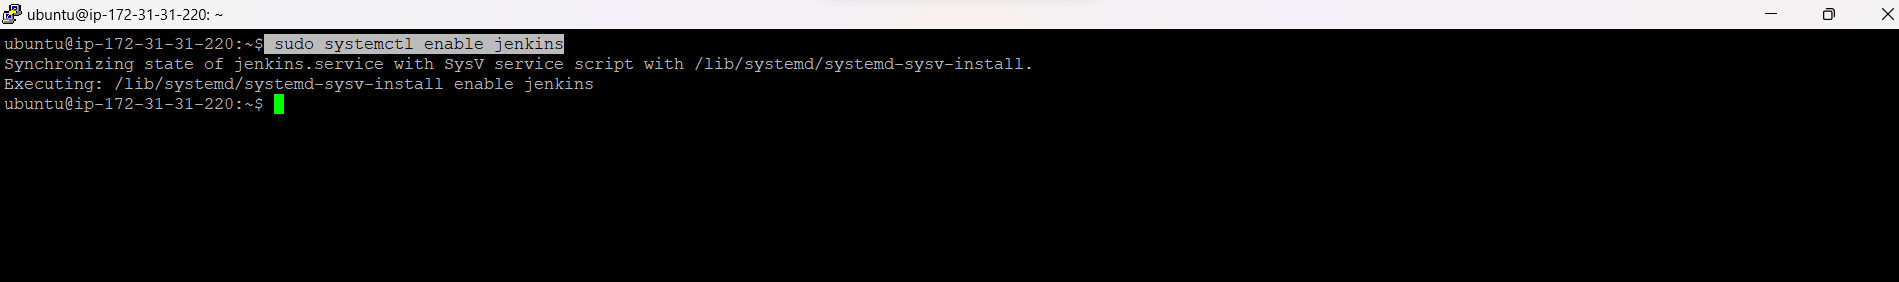 ubuntu@ip-172-31-31-220: ~
ubuntu@ip-172-31-31-220:~$ sudo systemctl enable jenkins
Synchronizing state of jenkins.service with SysV service script with /lib/systemd/systemd-sysv-install.
Executing: /lib/systemd/systemd-sysv-install enable jenkins
ubuntu@ip-172-31-31-220:~$